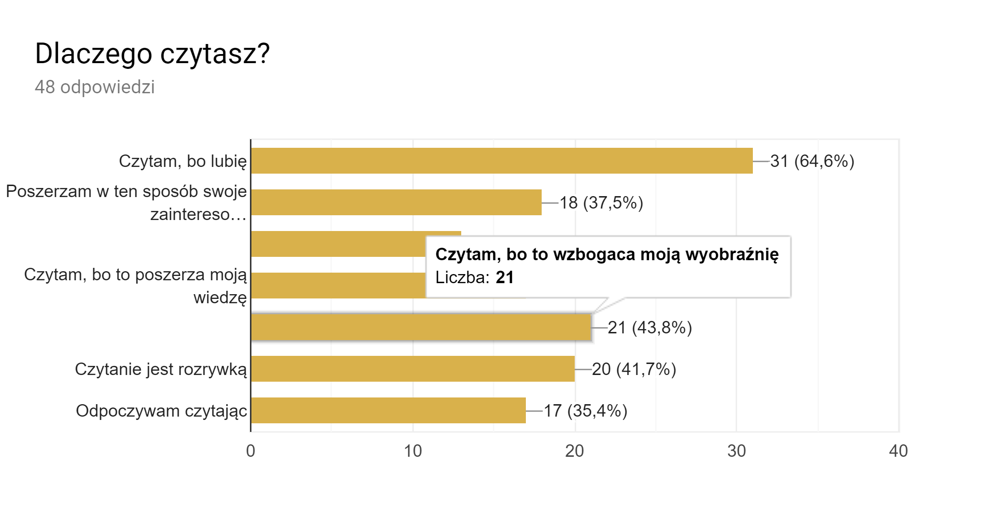 Dlaczego czytasz?
48 odpowiedzi
Czytam, bo lubię
31 (64,6%)
Poszerzam w ten sposób swoje
zaintereso…
18 (37,5%)
Czytam, bo to wzbogaca moją wyobraźnię
Liczba: 21
Czytam, bo to poszerza moją
wiedzę
21 (43,8%)
Czytanie jest rozrywką
20 (41,7%)
Odpoczywam czytając
17 (35,4%)
0 10 20 30 40